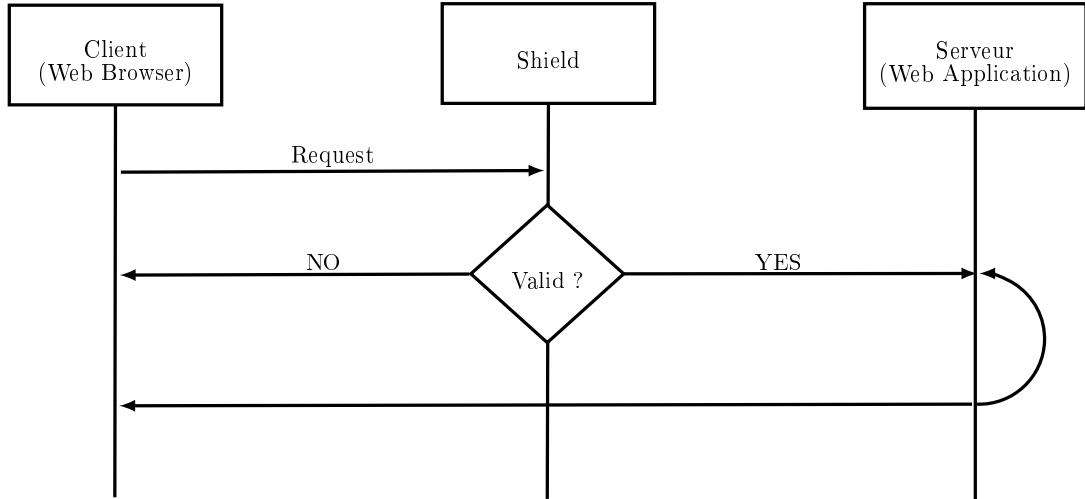 Client
(Web Browser)
Shield
Serveur
(Web Application)
Request
NO
Valid ?
YES